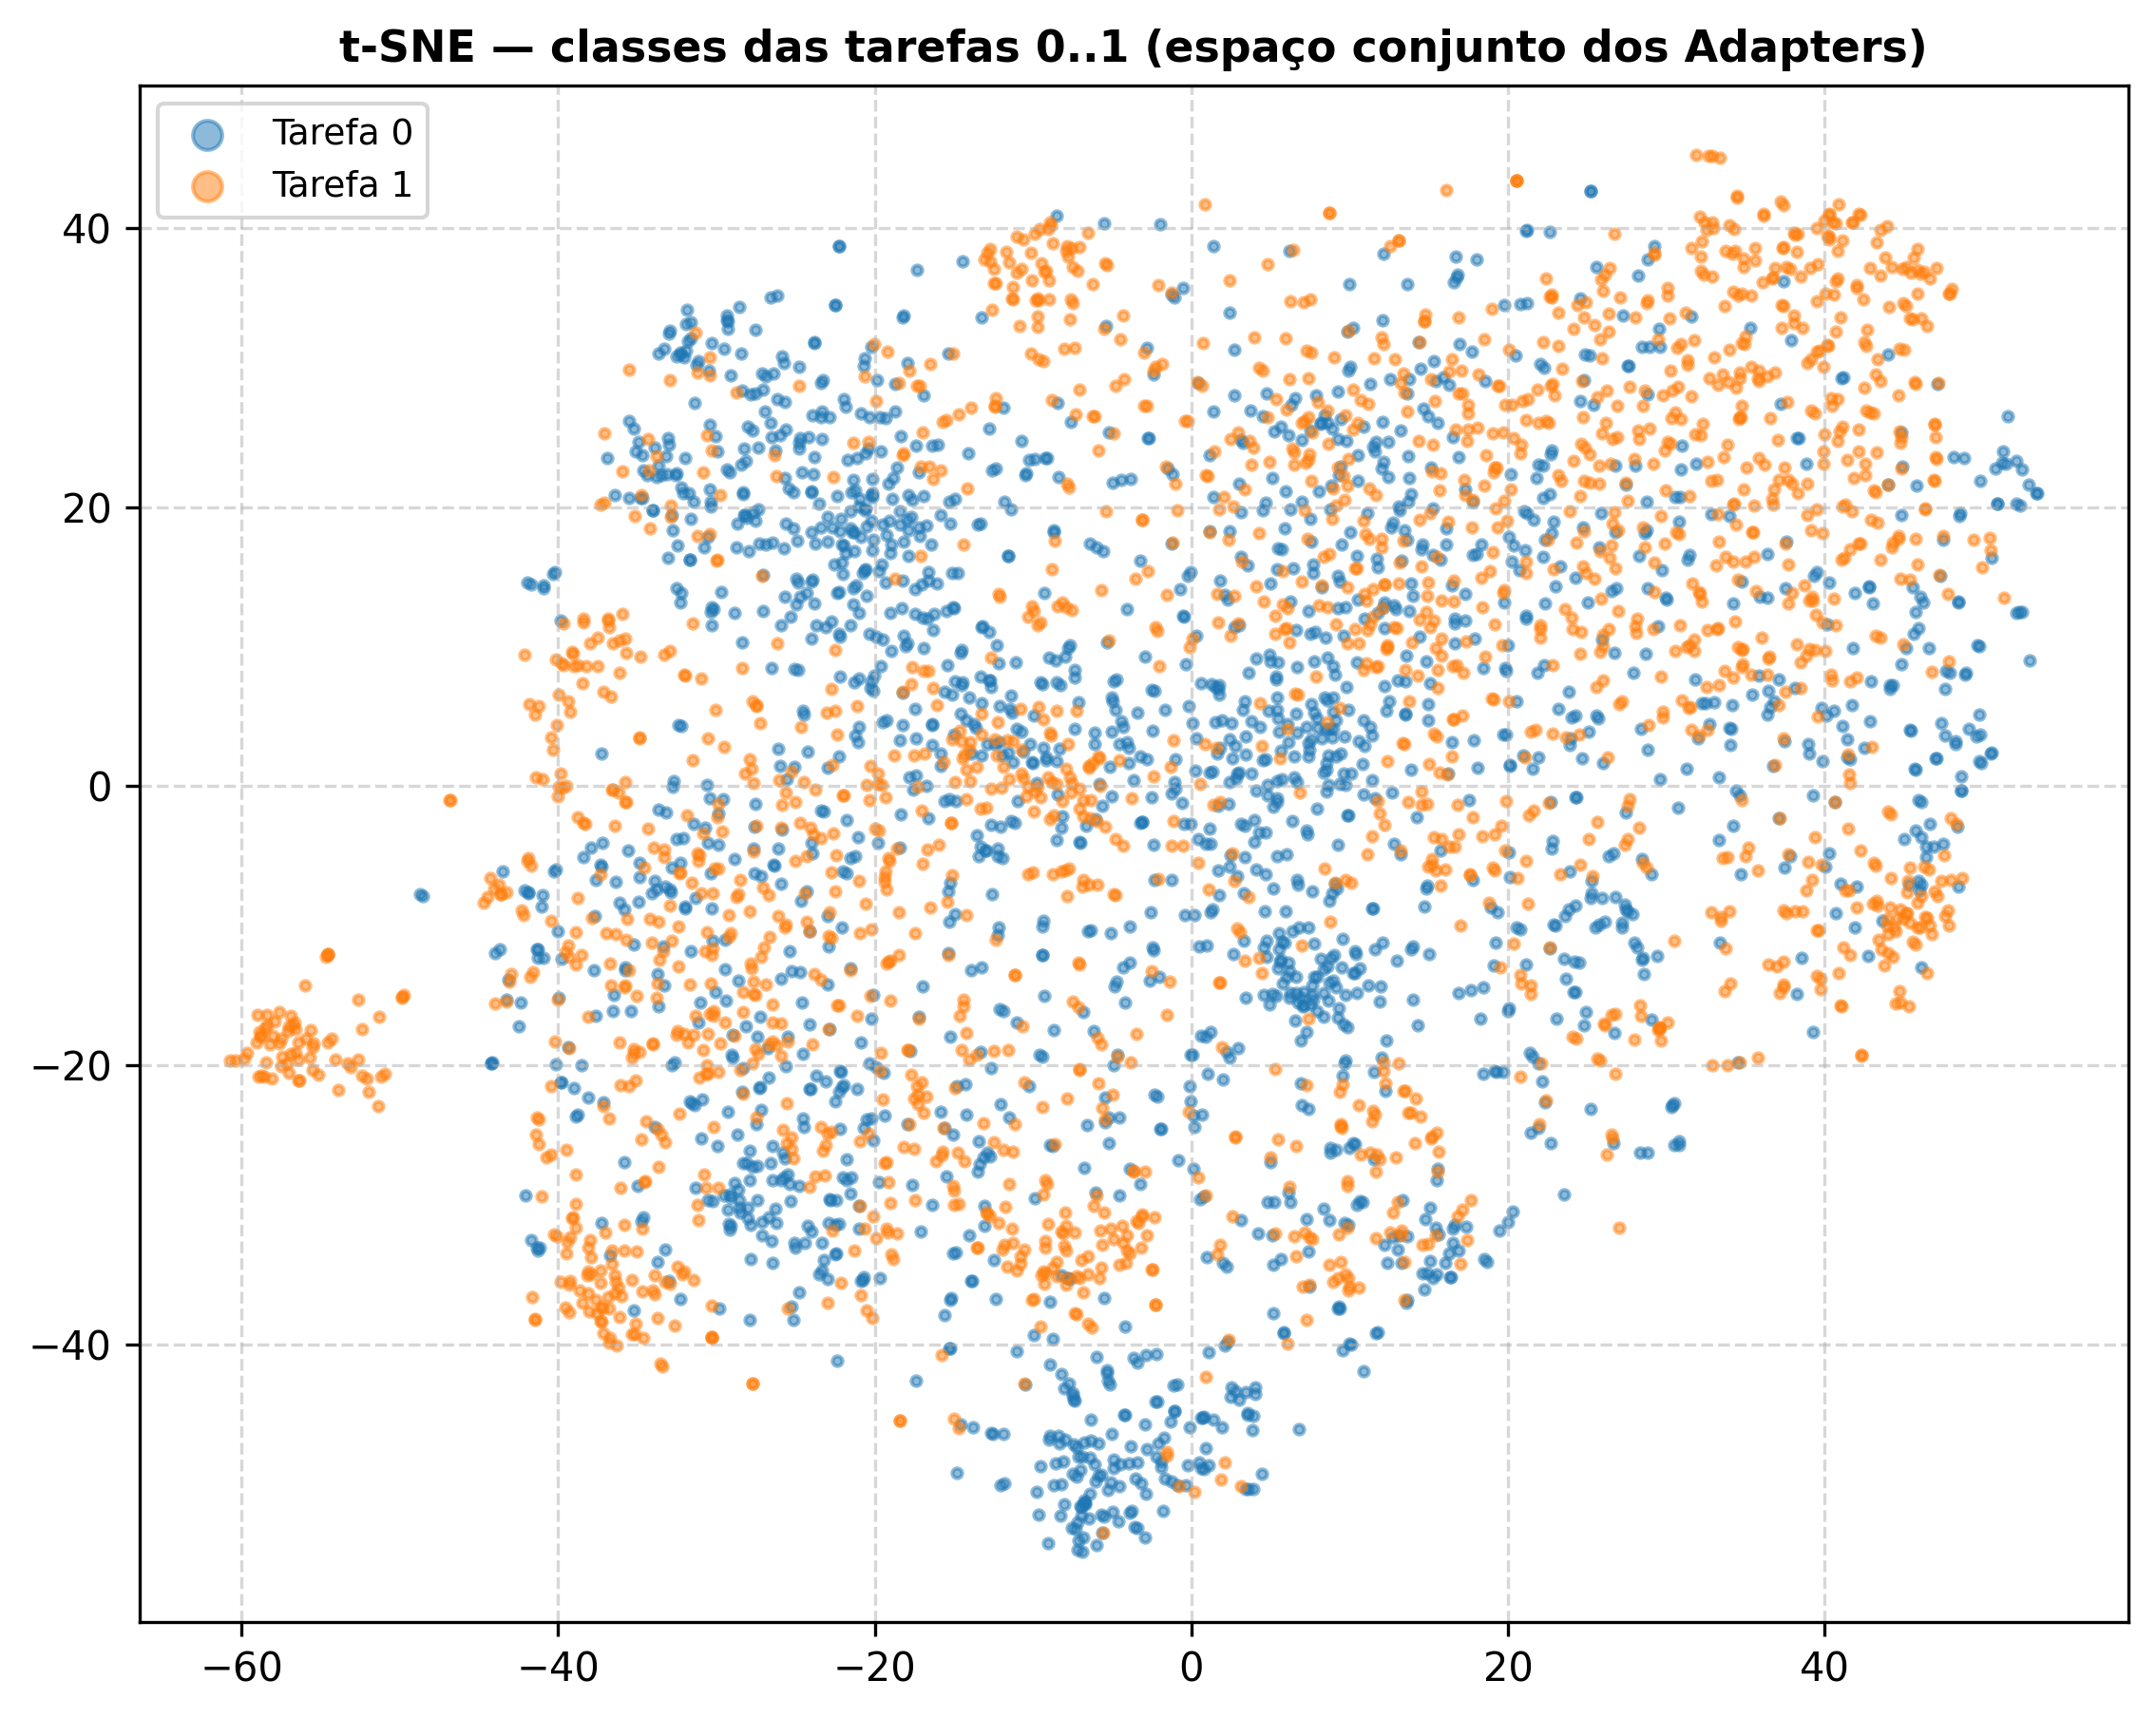 t-SNE — classes das tarefas 0..1 (espaço conjunto dos Adapters)
Tarefa 0
Tarefa 1
40
20
0
−20
−40
−60 −40 −20 0 20 40